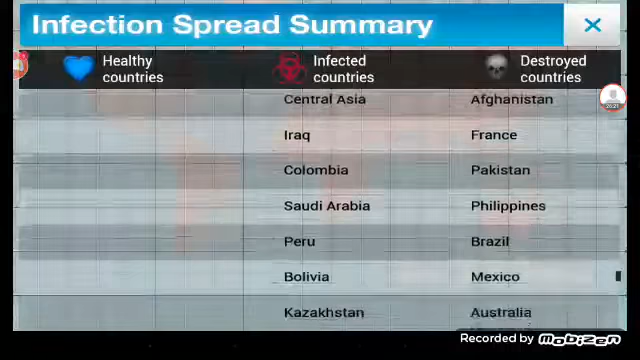 Infection Spread Summary
Healthy countries
Infected countries
Destroyed countries
Central Asia Afghanistan
Iraq France
Colombia Pakistan
Saudi Arabia Philippines
Peru Brazil
Bolivia Mexico
Kazakhstan Australia
Recorded by MOBIZEN